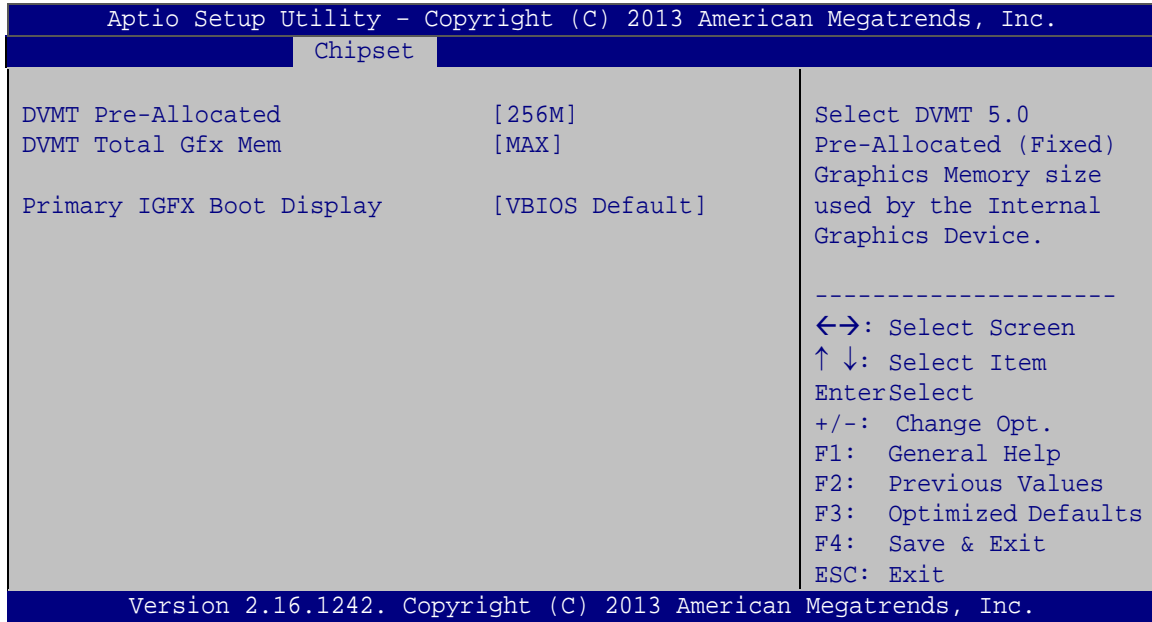 Aptio Setup Utility – Copyright (C) 2013 American Megatrends, Inc.
Chipset
DVMT Pre-Allocated [256M]
DVMT Total Gfx Mem [MAX]
Primary IGFX Boot Display [VBIOS Default]
Select DVMT 5.0
Pre-Allocated (Fixed)
Graphics Memory size
used by the Internal
Graphics Device.
---------------------
←→: Select Screen
↑ ↓: Select Item
EnterSelect
+/-: Change Opt.
F1: General Help
F2: Previous Values
F3: Optimized Defaults
F4: Save & Exit
ESC: Exit
Version 2.16.1242. Copyright (C) 2013 American Megatrends, Inc.